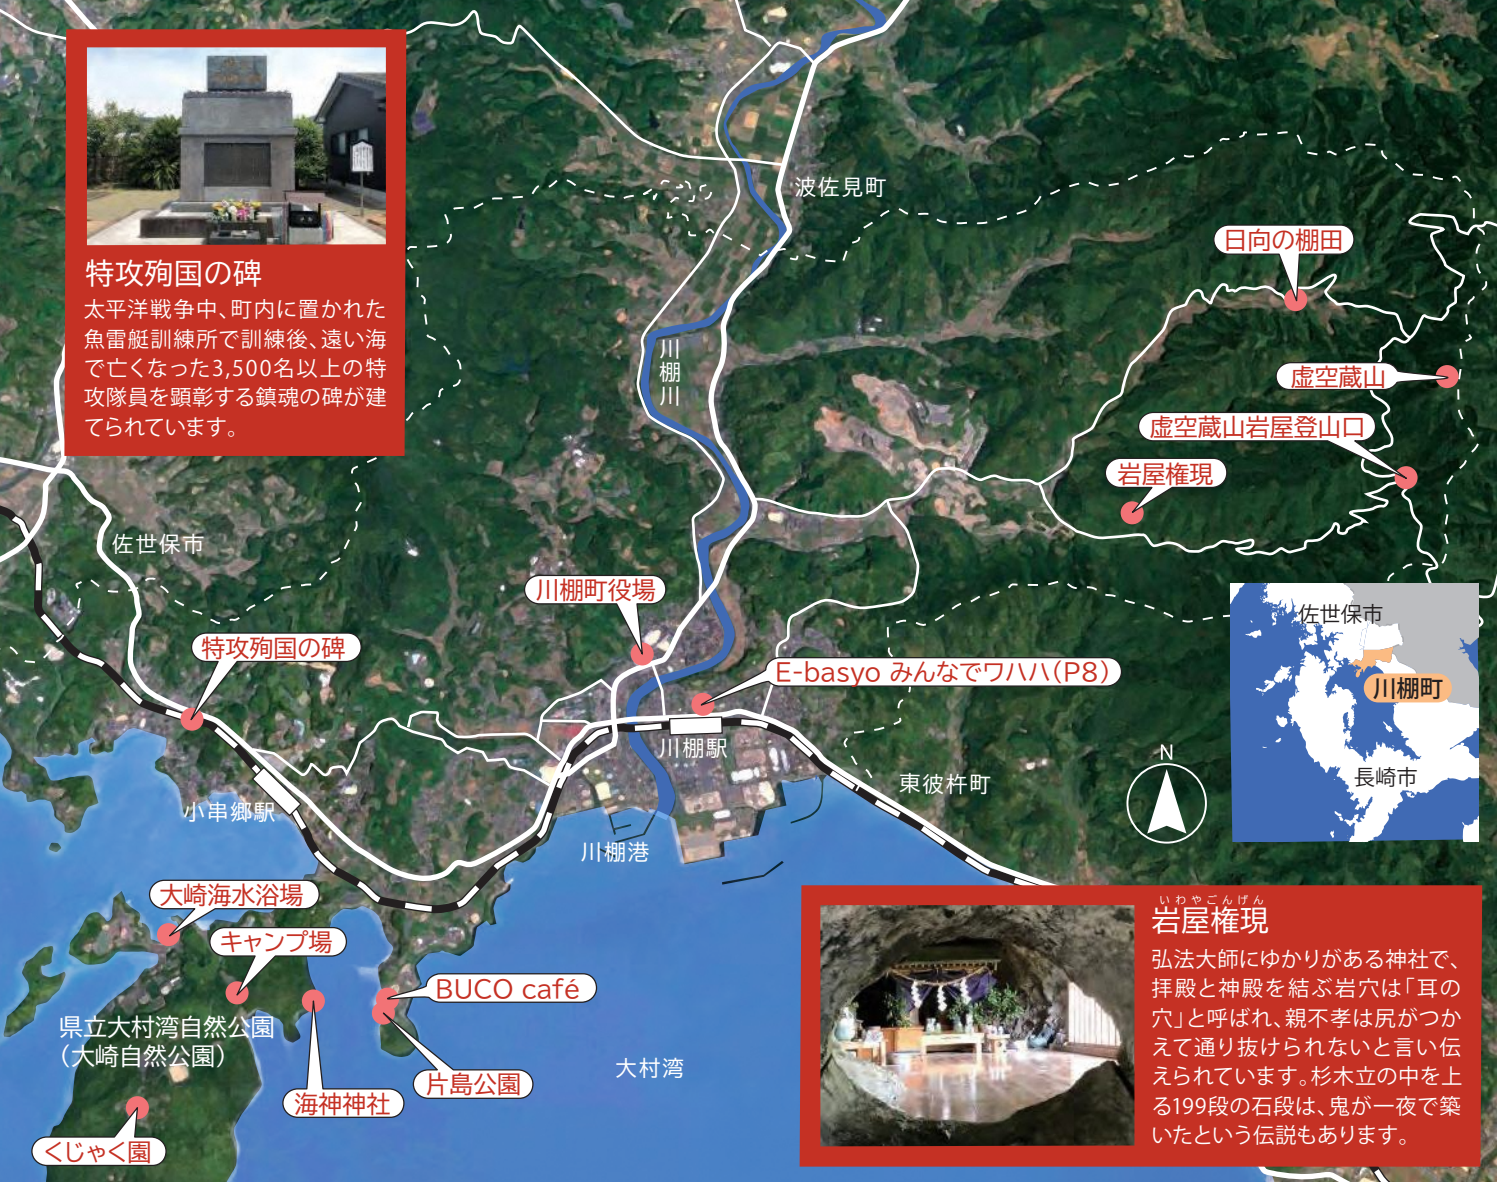 特攻殉国の碑
太平洋戦争中、町内に置かれた
魚雷艇訓練所で訓練後、遠い海
で亡くなった3,500名以上の特
攻隊員を顕彰する鎮魂の碑が建
てられています。
波佐見町
日向の棚田
川棚川
虚空蔵山
虚空蔵山岩屋登山口
岩屋権現
佐世保市
川棚町役場
特攻殉国の碑
E-basyo みんなでワハハ（P8）
川棚駅
東彼杵町
小串郷駅
川棚港
N
佐世保市
川棚町
長崎市
大崎海水浴場
キャンプ場
BUCO café
県立大村湾自然公園
（大崎自然公園）
片島公園
海神神社
大村湾
くじゃく園
いわやごんげん
岩屋権現
弘法大師にゆかりがある神社で、
拝殿と神殿を結ぶ岩穴は「耳の
穴」と呼ばれ、親不孝は尻がつか
えて通り抜けられないと言い伝
えられています。杉木立の中を上
る199段の石段は、鬼が一夜で築
いたという伝説もあります。